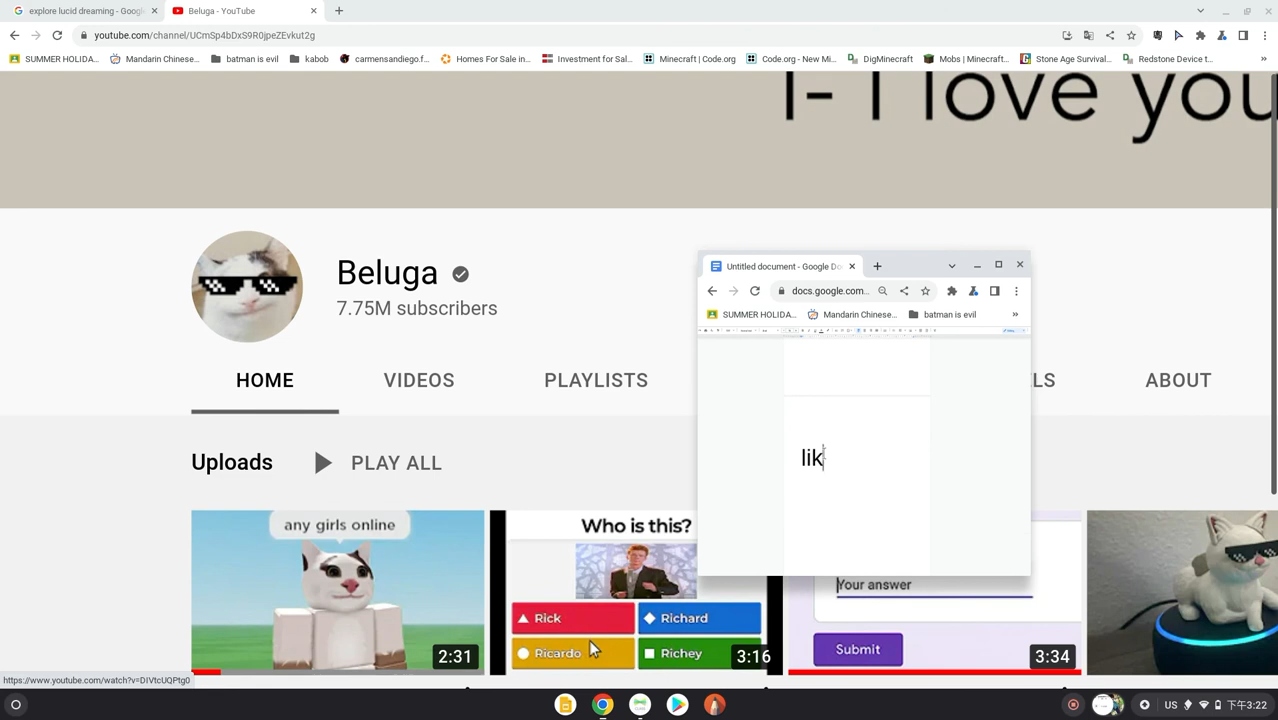 explore lucid dreaming - Goog
Beluga - YouTube
youtube.com/channel/UCmSp4bDxS9R0jpeZEvkut2g
SUMMER HOLIDA...
Mandarin Chinese...
batman is evil
kabob
carmensandiego.f...
Homes For Sale in...
Investment for Sal...
Minecraft | Code.org
Code.org - New Mi...
DigMinecraft
Mobs | Minecraft...
Stone Age Survival...
Redstone Device t...
»
I- I love you
Beluga
7.75M subscribers
HOME
VIDEOS
PLAYLISTS
ABOUT
Uploads
PLAY ALL
Untitled document - Google Do
docs.google.com...
SUMMER HOLIDA...
Mandarin Chinese...
batman is evil
»
lik
any girls online
2:31
Who is this?
Rick
Richard
Ricardo
Richey
3:16
Your answer
Submit
3:34
https://www.youtube.com/watch?v=DIVtcUQPtg0
US
下午3:22